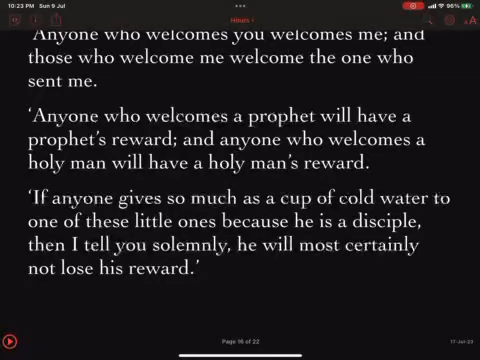 10:23 PM Sun 9 Jul
96%
Hours
AA
'Anyone who welcomes you welcomes me; and
those who welcome me welcome the one who
sent me.
'Anyone who welcomes a prophet will have a
prophet's reward; and anyone who welcomes a
holy man will have a holy man's reward.
'If anyone gives so much as a cup of cold water to
one of these little ones because he is a disciple,
then I tell you solemnly, he will most certainly
not lose his reward.'
Page 16 of 22
17-Jul-23